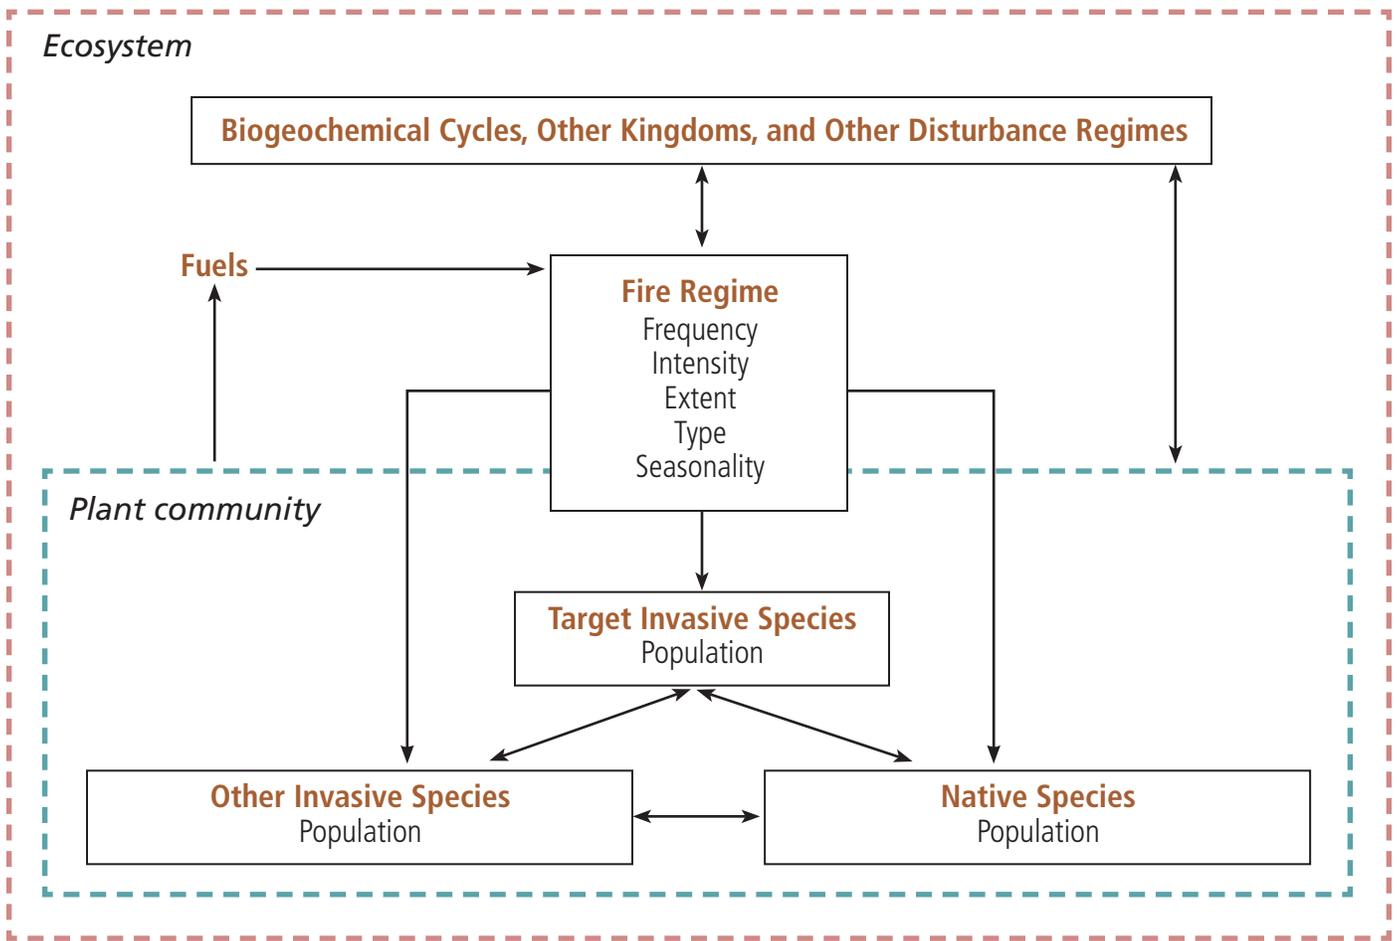 Ecosystem
Biogeochemical Cycles, Other Kingdoms, and Other Disturbance Regimes
Fuels
Fire Regime
Frequency
Intensity
Extent
Type
Seasonality
Plant community
Target Invasive Species
Population
Other Invasive Species
Population
Native Species
Population